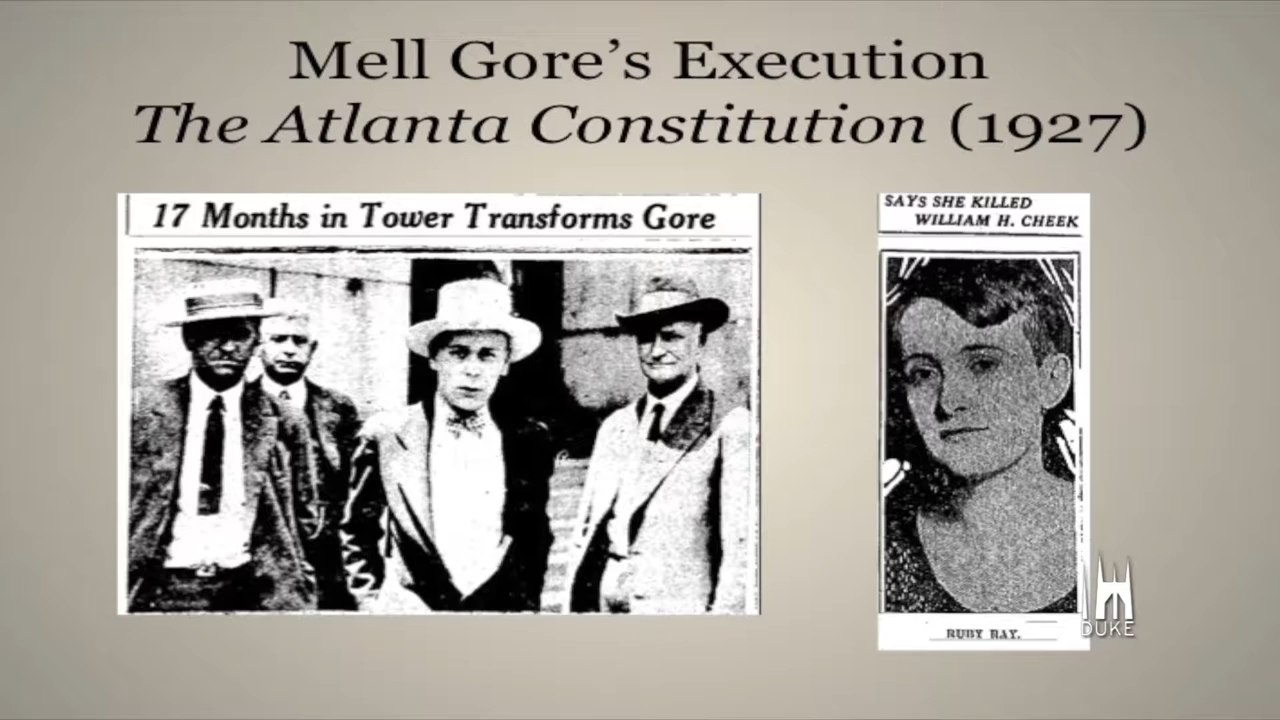 Mell Gore’s Execution
The Atlanta Constitution (1927)
17 Months in Tower Transforms Gore
SAYS SHE KILLED
WILLIAM H. CHEEK
RUBY RAY.
DUKE